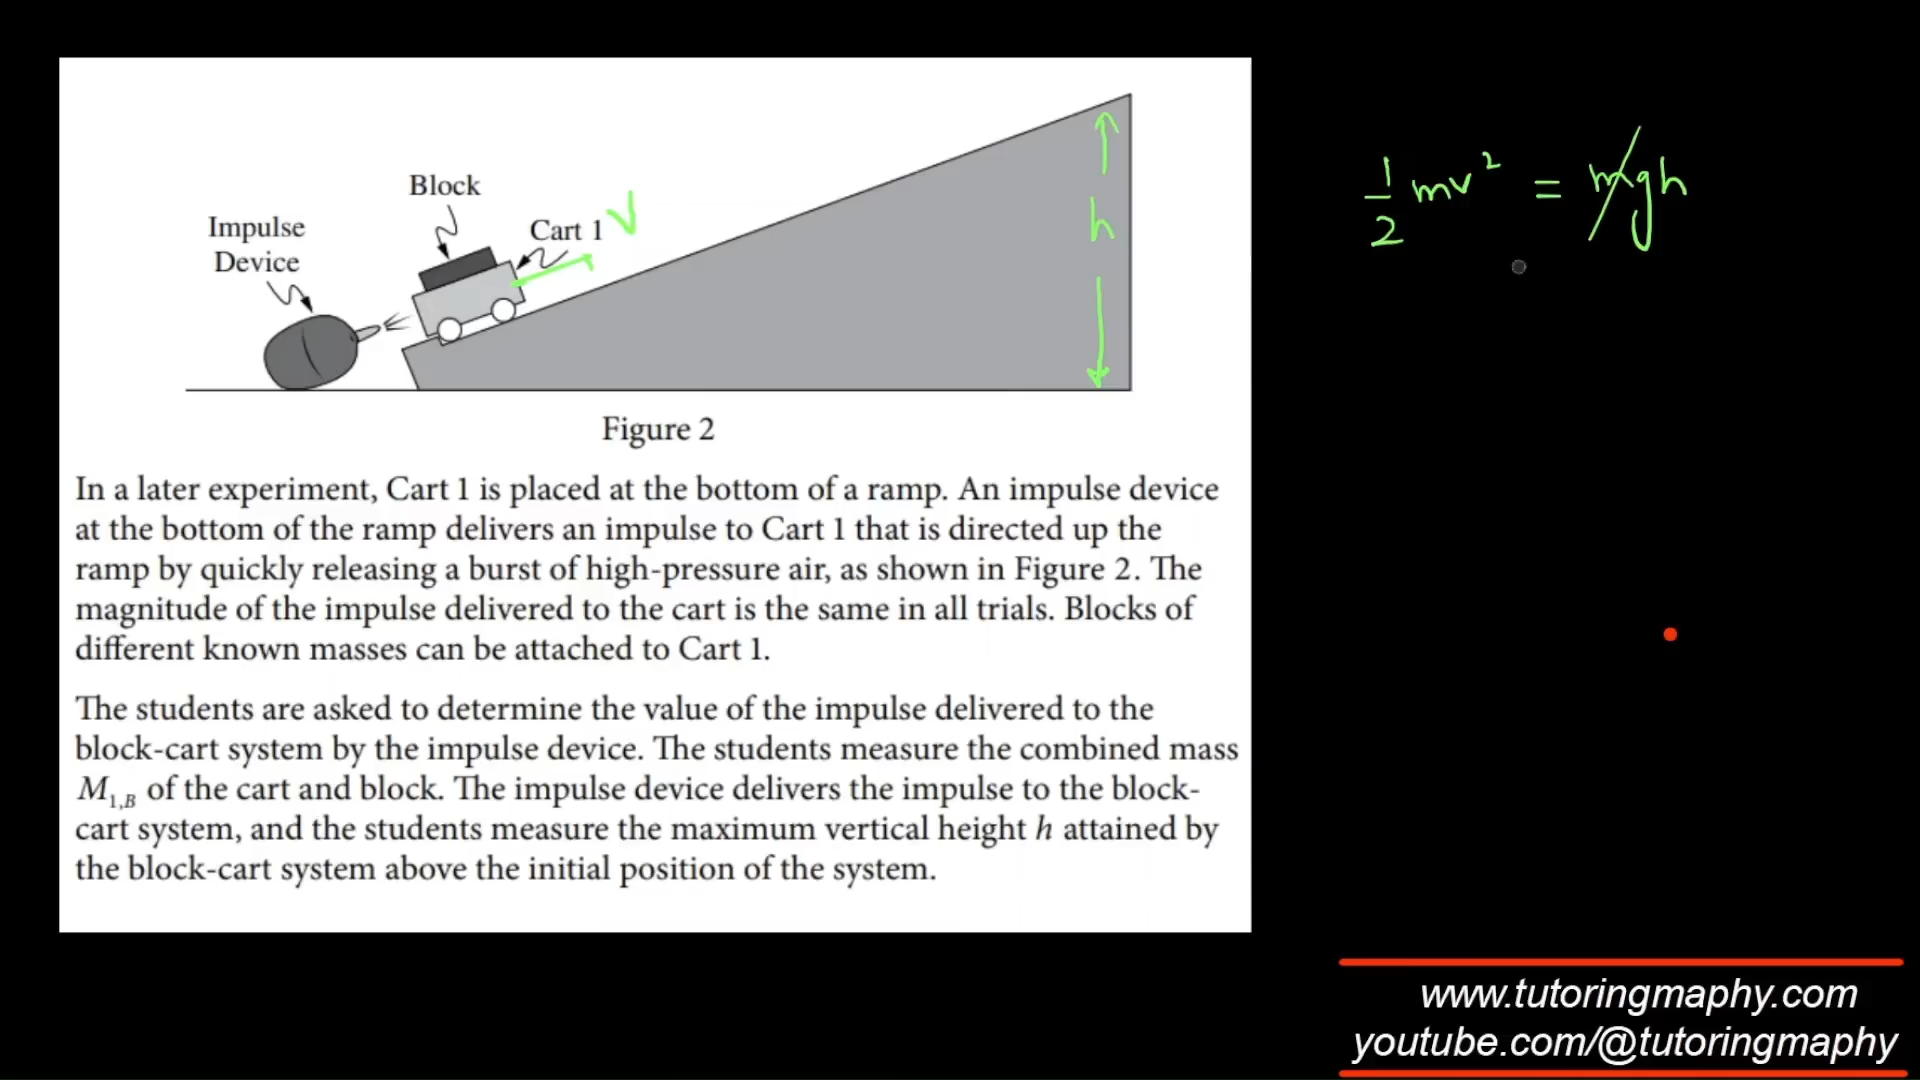 Block
Cart 1 V
Impulse
Device
h
Figure 2
In a later experiment, Cart 1 is placed at the bottom of a ramp. An impulse device
at the bottom of the ramp delivers an impulse to Cart 1 that is directed up the
ramp by quickly releasing a burst of high-pressure air, as shown in Figure 2. The
magnitude of the impulse delivered to the cart is the same in all trials. Blocks of
different known masses can be attached to Cart 1.
The students are asked to determine the value of the impulse delivered to the
block-cart system by the impulse device. The students measure the combined mass
M₁,B of the cart and block. The impulse device delivers the impulse to the block-
cart system, and the students measure the maximum vertical height h attained by
the block-cart system above the initial position of the system.
1/2 mv² = mgh
www.tutoringmaphy.com
youtube.com/@tutoringmaphy